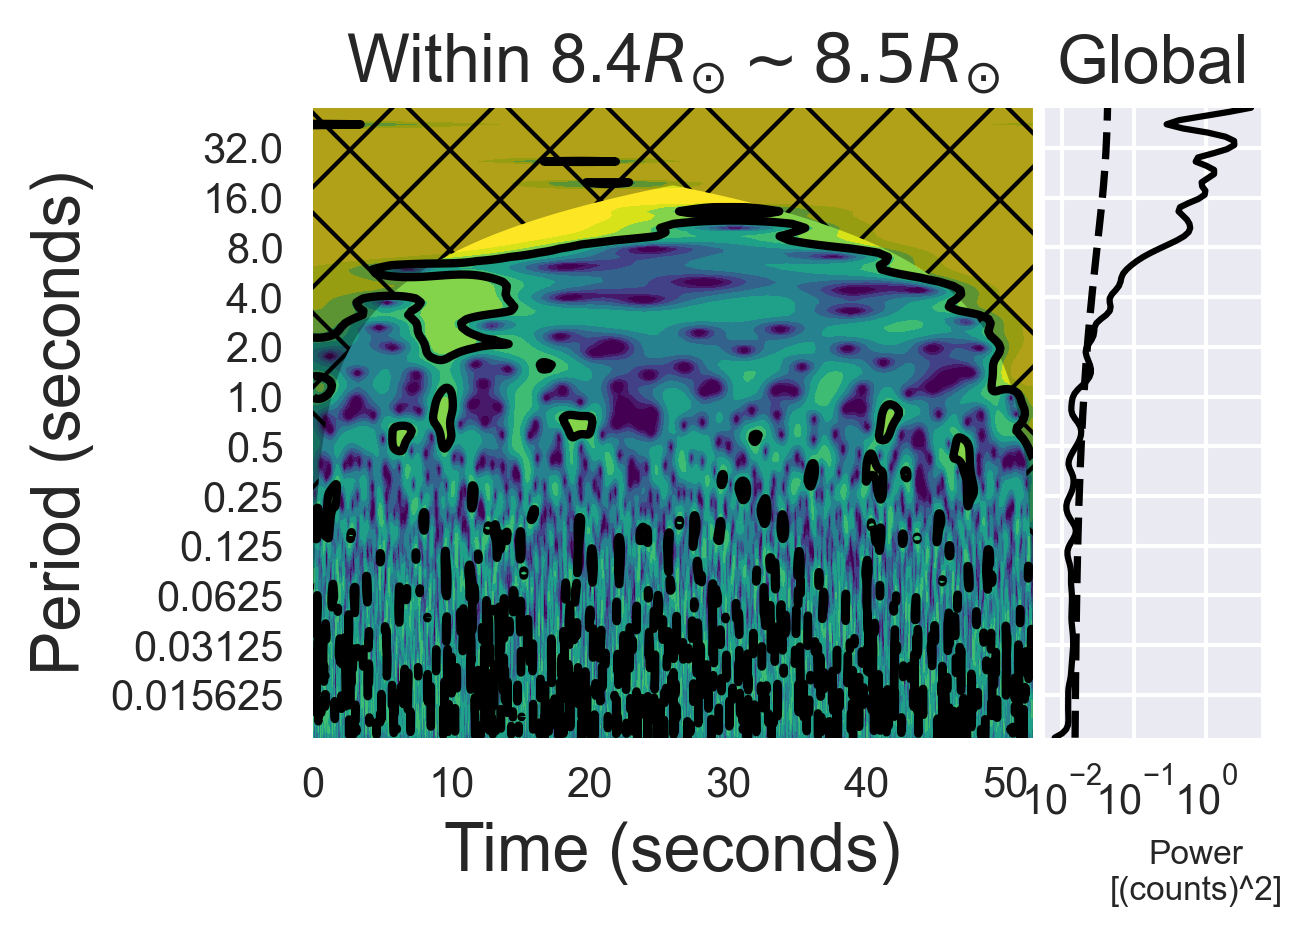 Within 8.4R⊙ ~ 8.5R⊙
Global
Period (seconds)
32.0
16.0
8.0
4.0
2.0
1.0
0.5
0.25
0.125
0.0625
0.03125
0.015625
0 10 20 30 40 50
10⁻² 10⁻¹ 10⁰
Time (seconds)
Power
[(counts)^2]